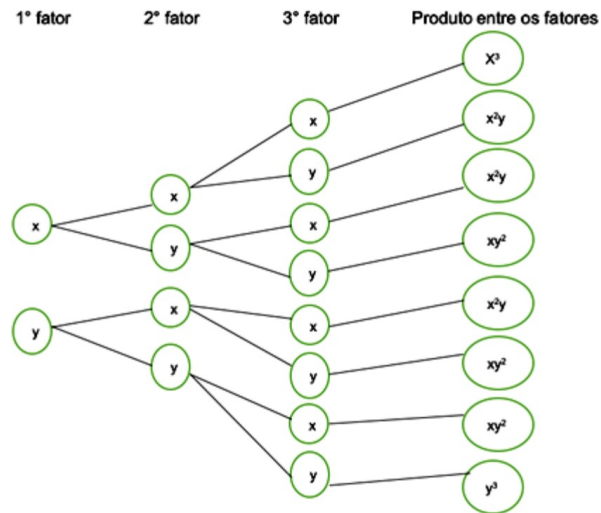 1° fator 2° fator 3° fator Produto entre os fatores
X³
x x²y
y x²y
x x x xy²
y y
x x x²y
y y y xy²
x xy²
y y³